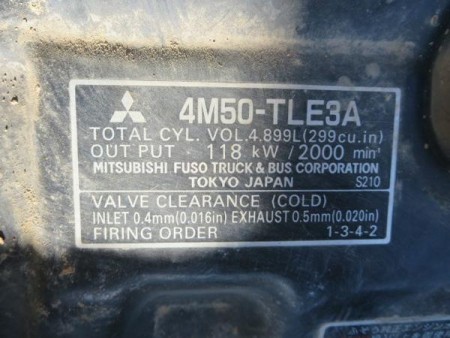 4M50-TLE3A
TOTAL CYL. VOL.4.899L(299cu.in)
OUTPUT 118 kW / 2000 min⁻¹
MITSUBISHI FUSO TRUCK & BUS CORPORATION
TOKYO JAPAN S210
VALVE CLEARANCE (COLD)
INLET 0.4mm(0.016in) EXHAUST 0.5mm(0.020in)
FIRING ORDER 1-3-4-2